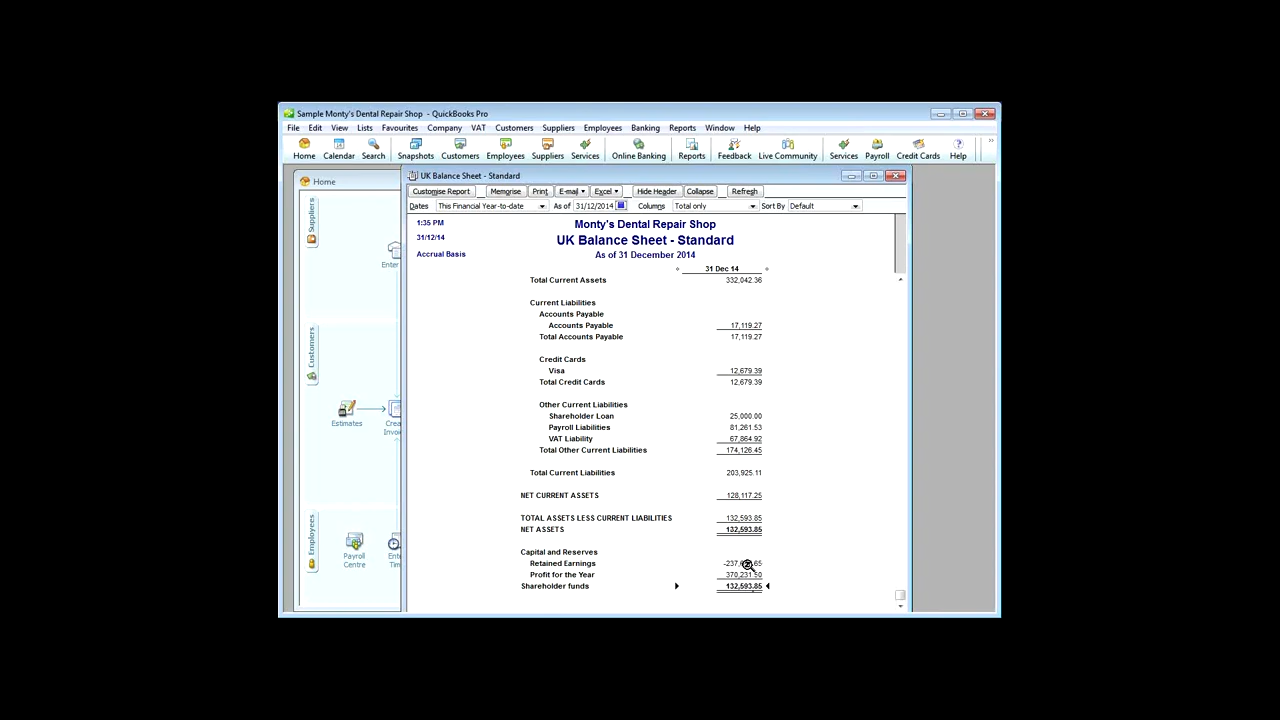 Sample Monty's Dental Repair Shop - QuickBooks Pro
File Edit View Lists Favourites Company VAT Customers Suppliers Employees Banking Reports Window Help
Home Calendar Search Snapshots Customers Employees Suppliers Services Online Banking Reports Feedback Live Community Services Payroll Credit Cards Help
Home
UK Balance Sheet - Standard
Customise Report Memorise Print E-mail Excel Hide Header Collapse Refresh
Dates This Financial Year-to-date As of 31/12/2014 Columns Total only Sort By Default
Suppliers
Enter
Customers
Estimates
Crea
Invoi
Employees
Payroll
Centre
Ente
Tim
1:35 PM
31/12/14
Accrual Basis
Monty's Dental Repair Shop
UK Balance Sheet - Standard
As of 31 December 2014
31 Dec 14
Total Current Assets 332,042.36
Current Liabilities
Accounts Payable
Accounts Payable 17,119.27
Total Accounts Payable 17,119.27
Credit Cards
Visa 12,679.39
Total Credit Cards 12,679.39
Other Current Liabilities
Shareholder Loan 25,000.00
Payroll Liabilities 81,261.53
VAT Liability 67,864.92
Total Other Current Liabilities 174,126.45
Total Current Liabilities 203,925.11
NET CURRENT ASSETS 128,117.25
TOTAL ASSETS LESS CURRENT LIABILITIES 132,593.85
NET ASSETS 132,593.85
Capital and Reserves
Retained Earnings
Profit for the Year 370,231.50
Shareholder funds 132,593.85